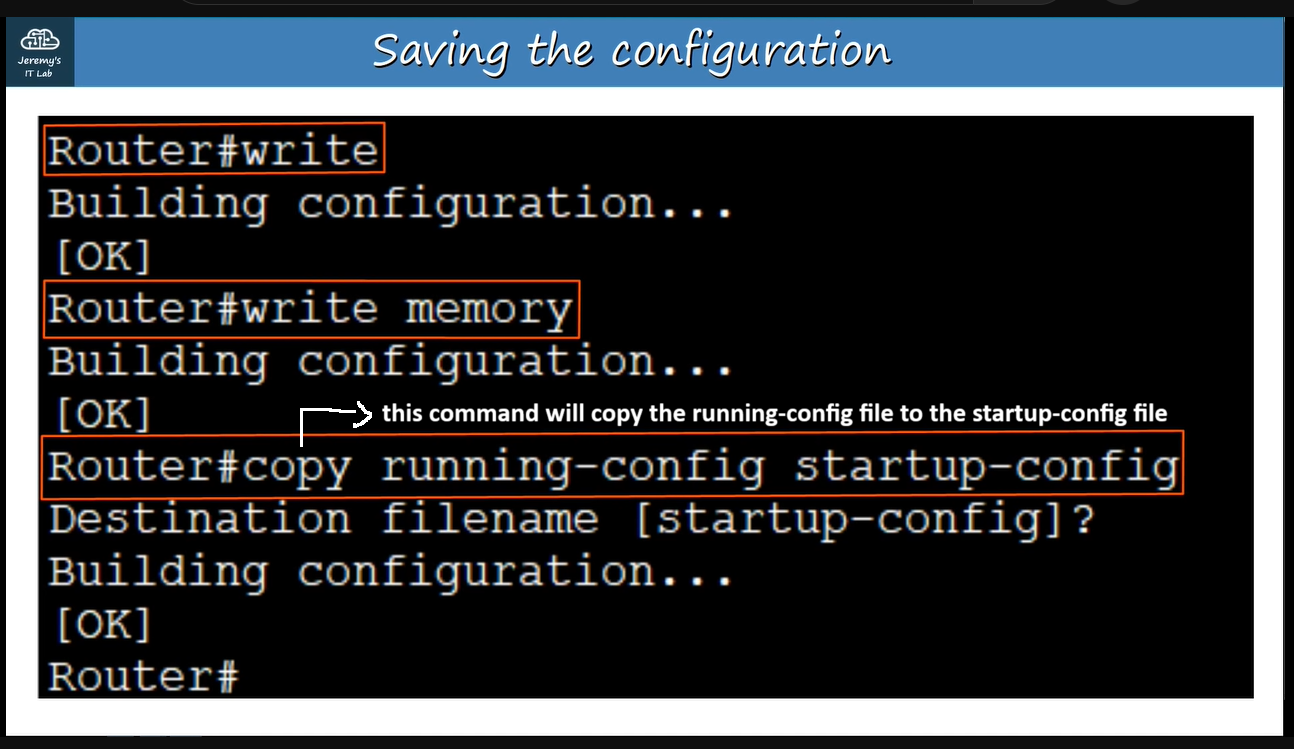 Jeremy's
IT Lab
Saving the configuration
Router#write
Building configuration...
[OK]
Router#write memory
Building configuration...
[OK]
this command will copy the running-config file to the startup-config file
Router#copy running-config startup-config
Destination filename [startup-config]?
Building configuration...
[OK]
Router#